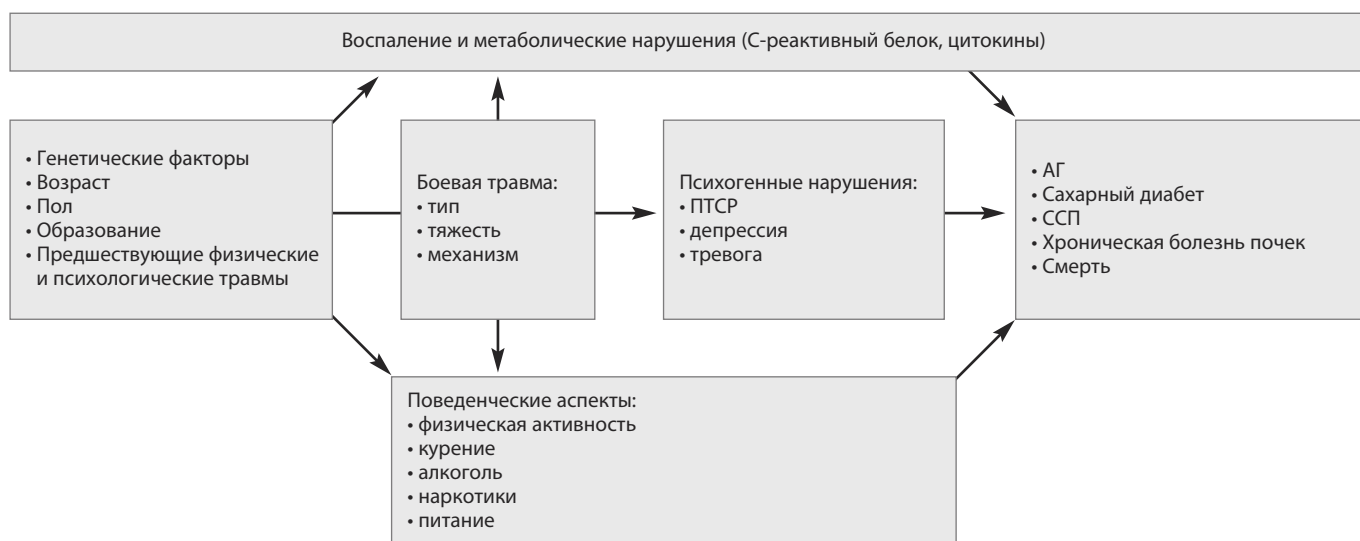 Воспаление и метаболические нарушения (С-реактивный белок, цитокины)
• Генетические факторы
• Возраст
• Пол
• Образование
• Предшествующие физические
и психологические травмы
Боевая травма:
• тип
• тяжесть
• механизм
Психогенные нарушения:
• ПТСР
• депрессия
• тревога
• АГ
• Сахарный диабет
• ССП
• Хроническая болезнь почек
• Смерть
Поведенческие аспекты:
• физическая активность
• курение
• алкоголь
• наркотики
• питание